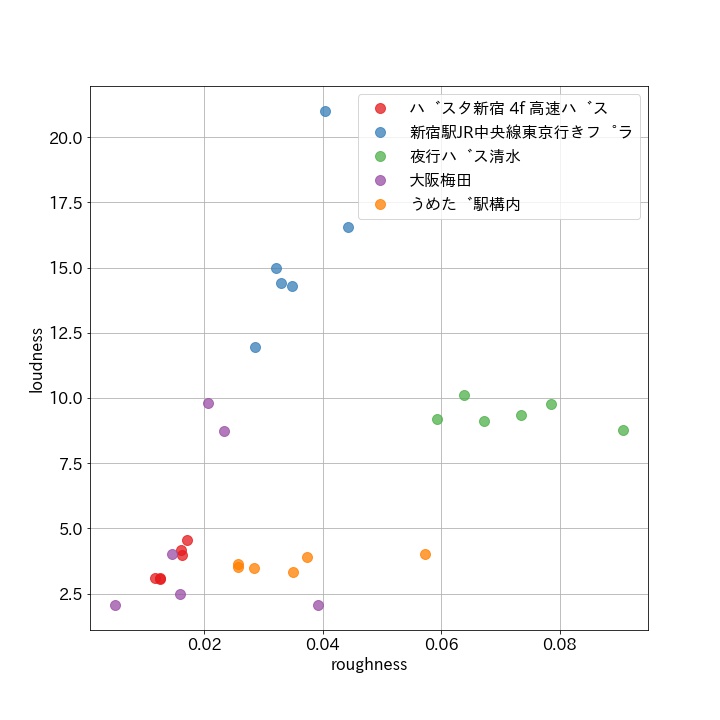 ハ゛スタ新宿 4f 高速ハ゛ス
新宿駅JR中央線東京行きフ゜ラ
夜行ハ゛ス清水
大阪梅田
うめた゛駅構内
20.0
17.5
15.0
12.5
10.0
7.5
5.0
2.5
loudness
0.02 0.04 0.06 0.08
roughness